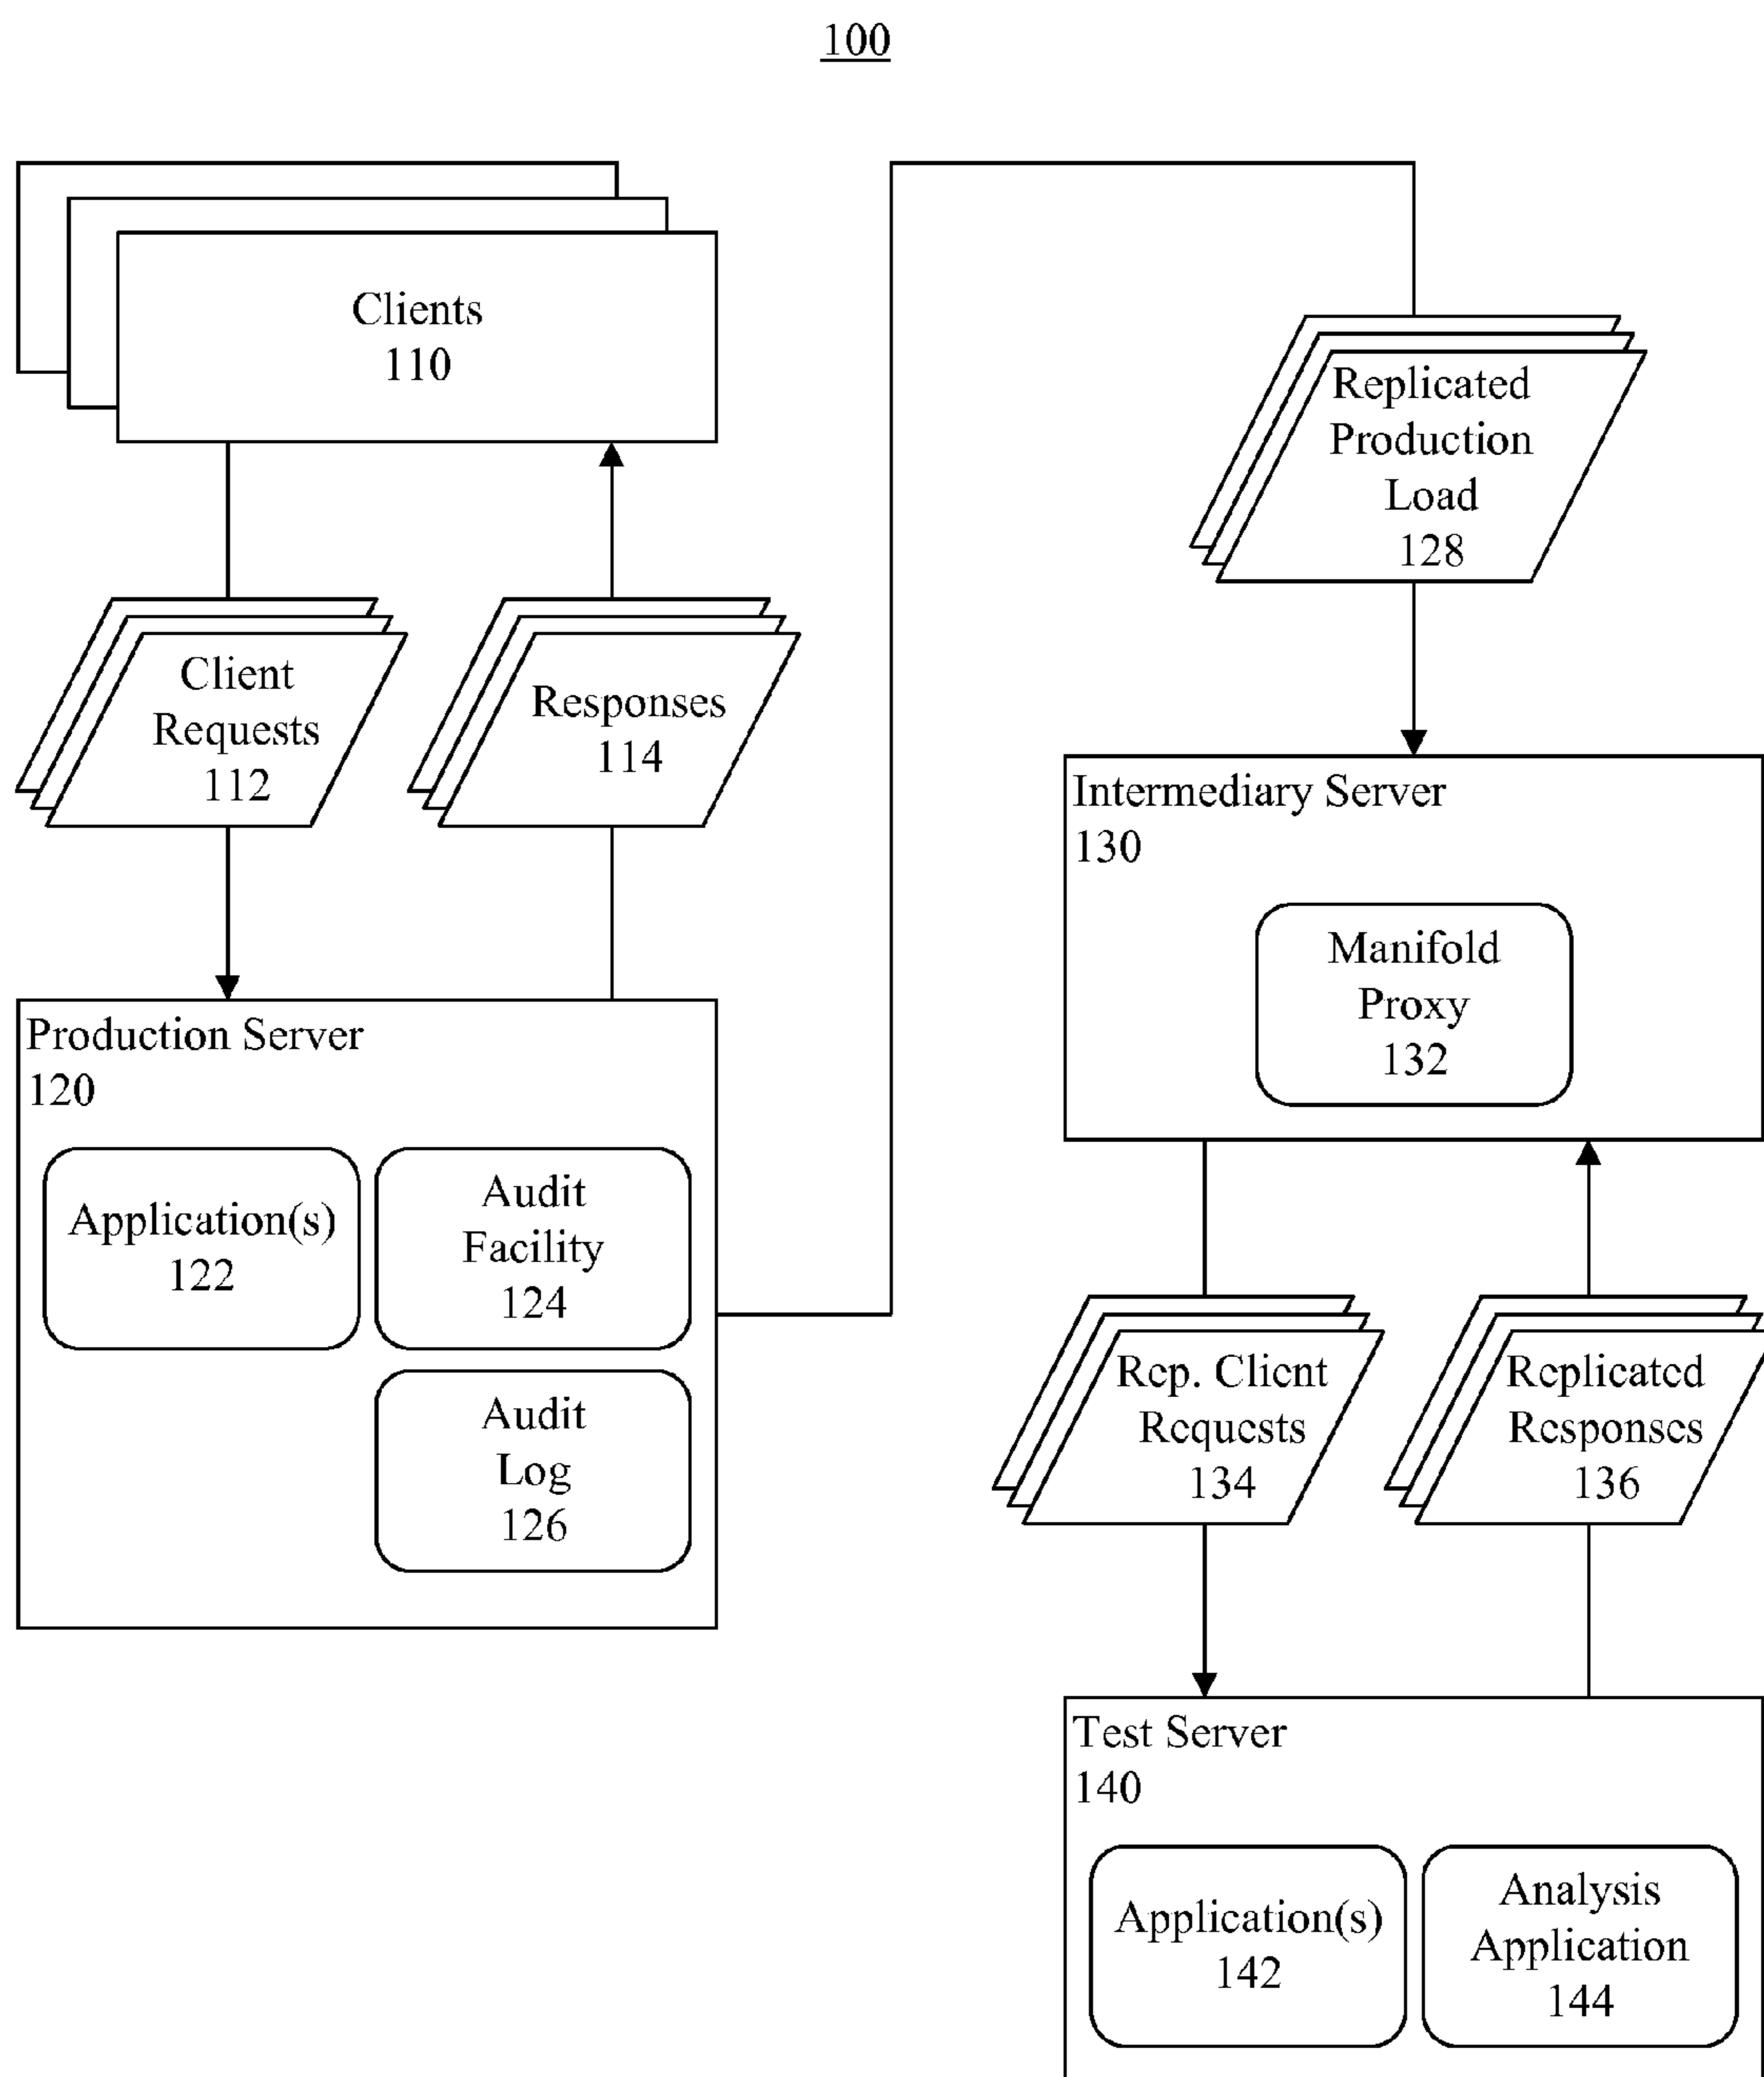 100
Clients
110
Client
Requests
112
Responses
114
Production Server
120
Application(s)
122
Audit
Facility
124
Audit
Log
126
Replicated
Production
Load
128
Intermediary Server
130
Manifold
Proxy
132
Rep. Client
Requests
134
Replicated
Responses
136
Test Server
140
Application(s)
142
Analysis
Application
144